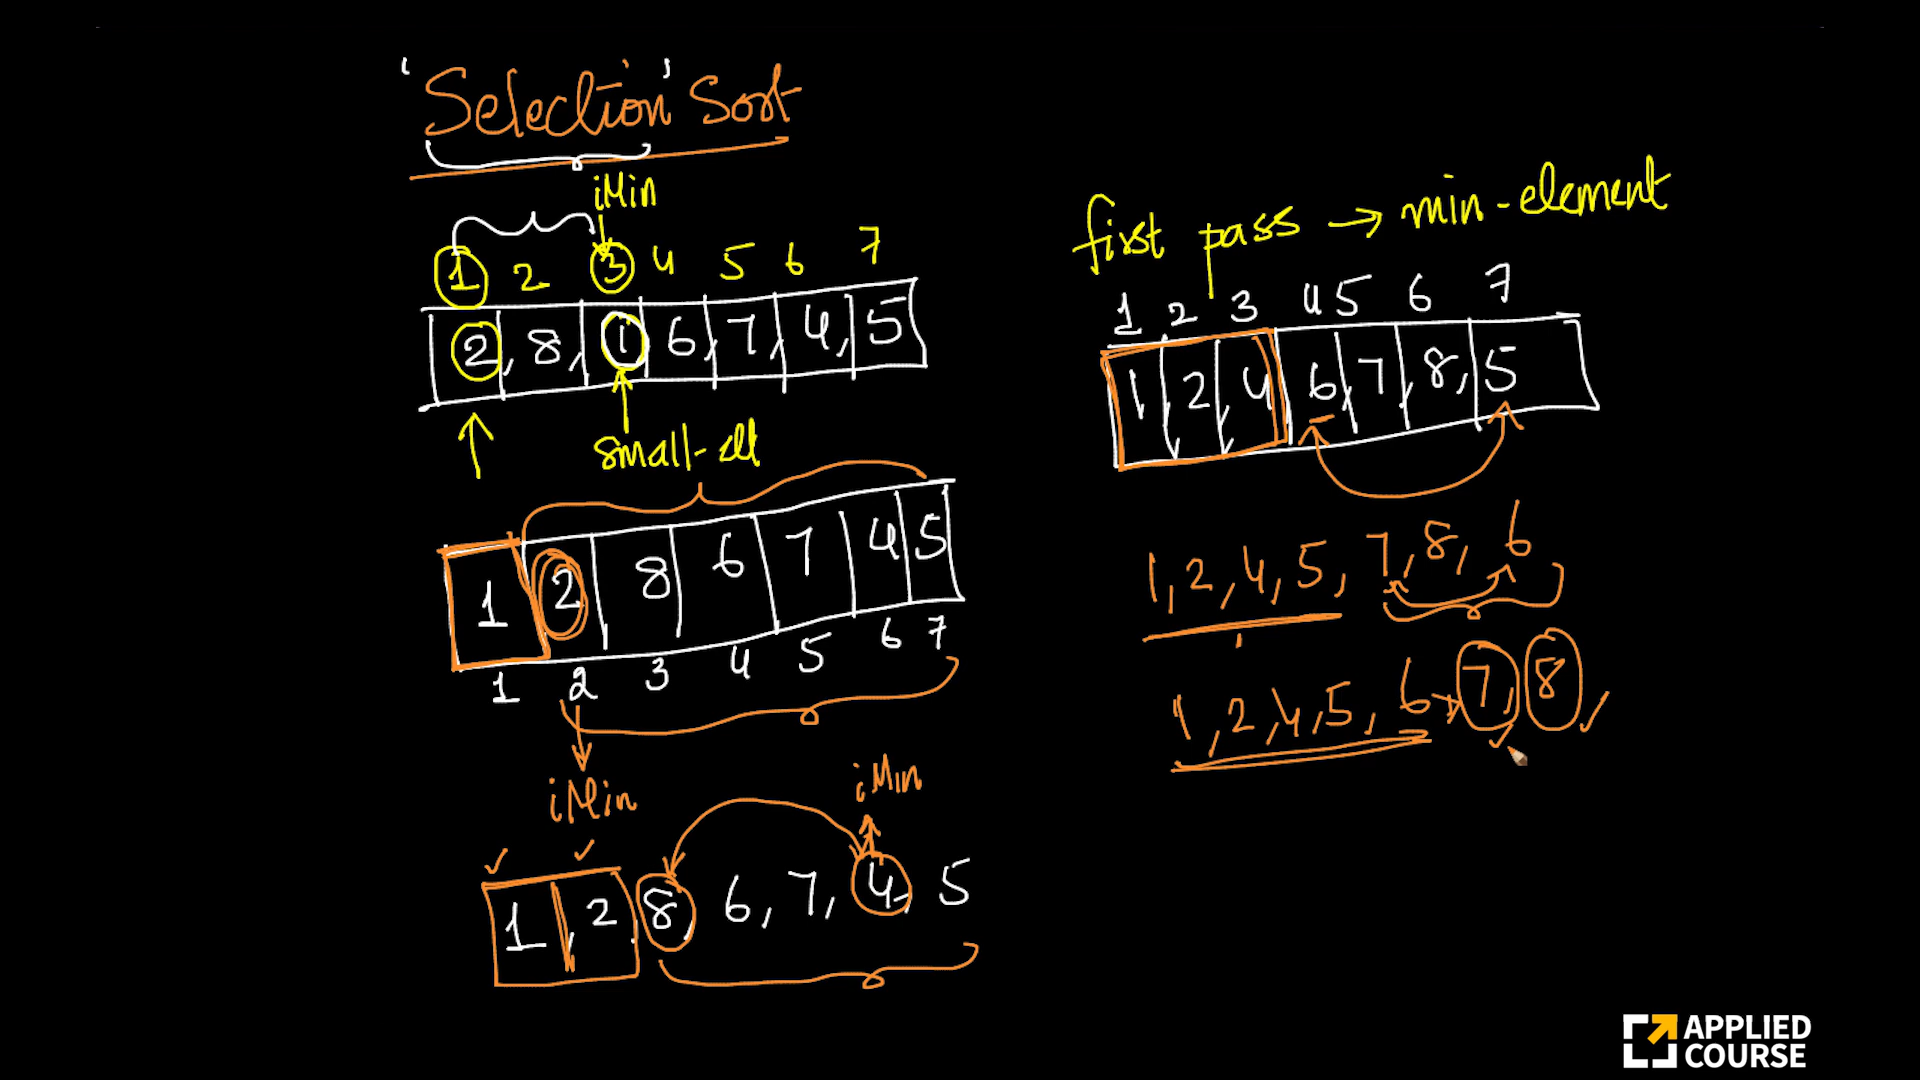 'Selection' Sort
iMin
1 2 3 4 5 6 7
2, 8, 1 6, 7, 4, 5
small-elt
1 2 8 6 7 4 5
1 2 3 4 5 6 7
iMin
iMin
1, 2, 8, 6, 7, 4, 5
first pass → min-element
1 2 3 4 5 6 7
1, 2, 4, 6, 7, 8, 5
1, 2, 4, 5, 7, 8, 6
1, 2, 4, 5, 6, 7, 8
APPLIED
COURSE